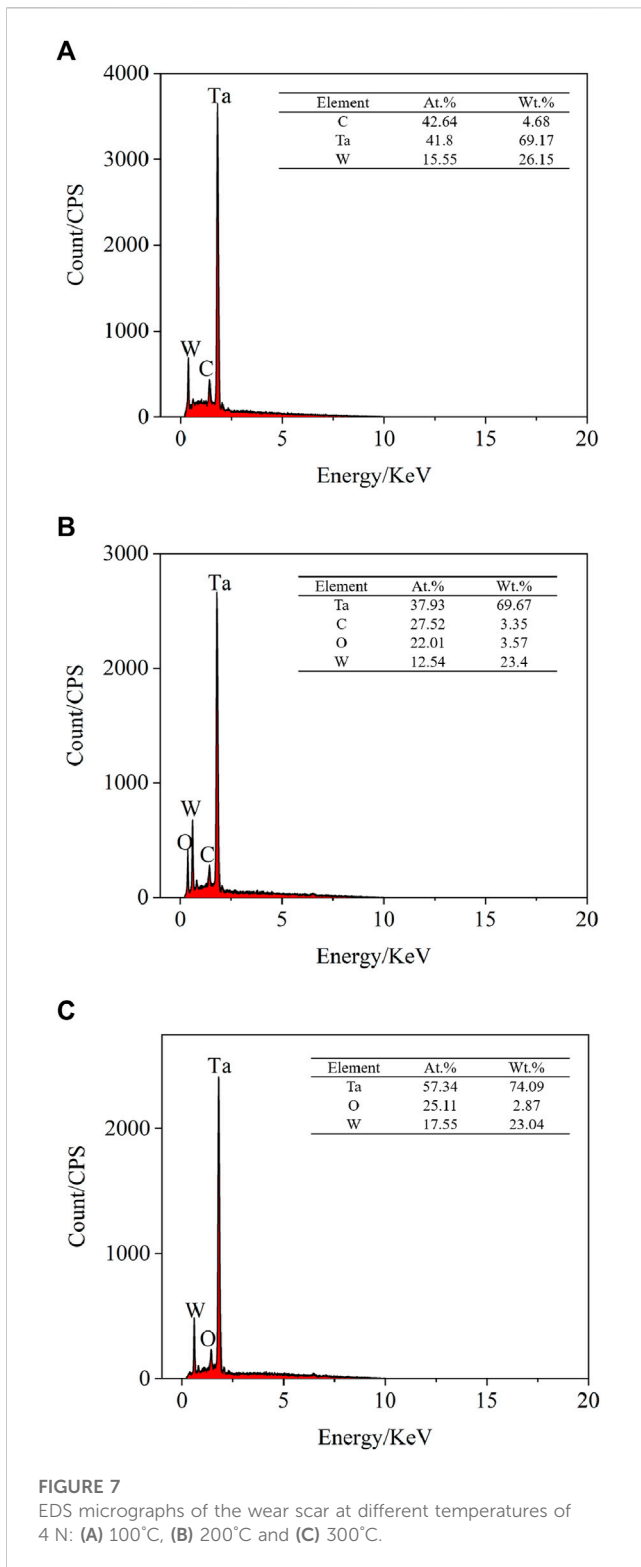 A
4000
3000
2000
1000
0
Count/CPS
Ta
W
C
Element At.% Wt.%
C 42.64 4.68
Ta 41.8 69.17
W 15.55 26.15
0 5 10 15 20
Energy/KeV
B
3000
2000
1000
0
Count/CPS
Ta
W
O
C
Element At.% Wt.%
Ta 37.93 69.67
C 27.52 3.35
O 22.01 3.57
W 12.54 23.4
0 5 10 15 20
Energy/KeV
C
2000
1000
0
Count/CPS
Ta
W
O
Element At.% Wt.%
Ta 57.34 74.09
O 25.11 2.87
W 17.55 23.04
0 5 10 15 20
Energy/KeV
FIGURE 7
EDS micrographs of the wear scar at different temperatures of
4 N: (A) 100°C, (B) 200°C and (C) 300°C.